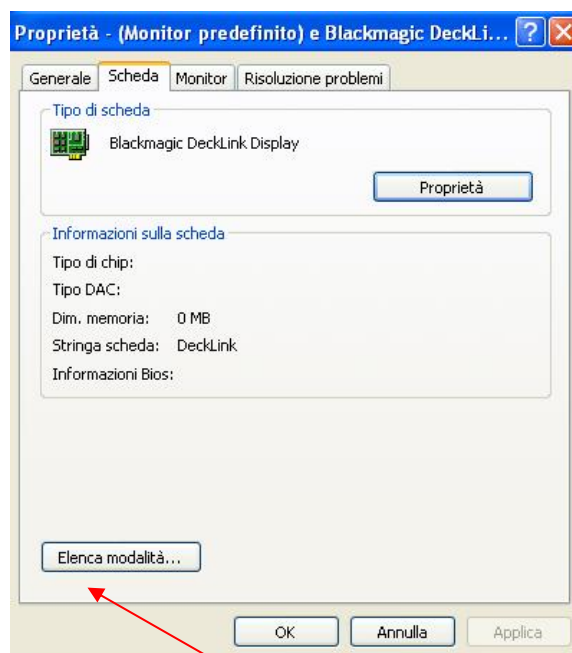 Proprietà - (Monitor predefinito) e Blackmagic DeckLi...
Generale Scheda Monitor Risoluzione problemi
Tipo di scheda
Blackmagic DeckLink Display
Proprietà
Informazioni sulla scheda
Tipo di chip:
Tipo DAC:
Dim. memoria: 0 MB
Stringa scheda: DeckLink
Informazioni Bios:
Elenca modalità...
OK Annulla Applica